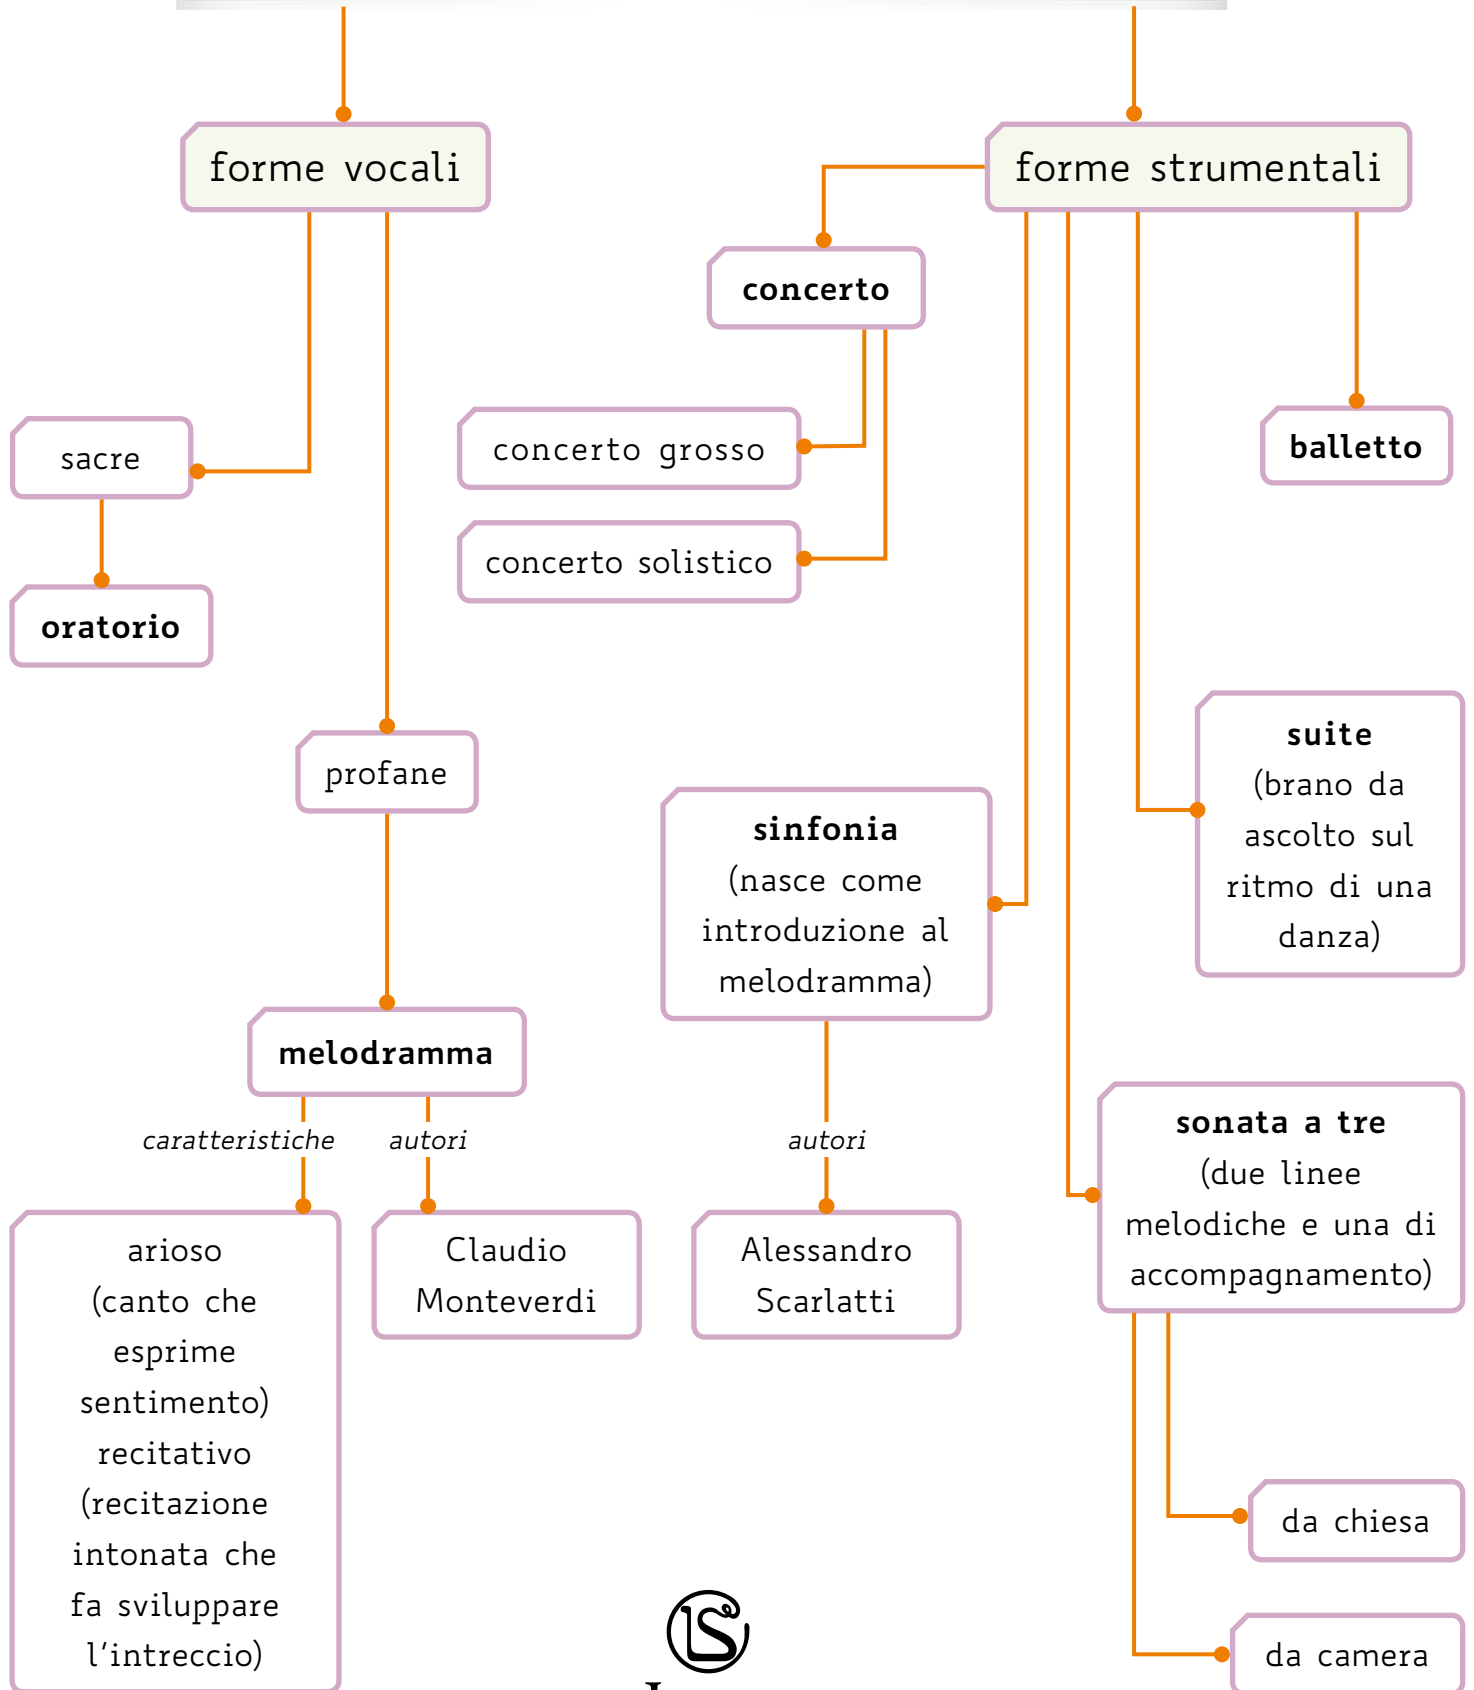 forme vocali
forme strumentali
concerto
concerto grosso
concerto solistico
balletto
sacre
oratorio
profane
melodramma
caratteristiche
autori
arioso
(canto che
esprime
sentimento)
recitativo
(recitazione
intonata che
fa sviluppare
l'intreccio)
Claudio
Monteverdi
sinfonia
(nasce come
introduzione al
melodramma)
autori
Alessandro
Scarlatti
suite
(brano da
ascolto sul
ritmo di una
danza)
sonata a tre
(due linee
melodiche e una di
accompagnamento)
da chiesa
da camera
LS